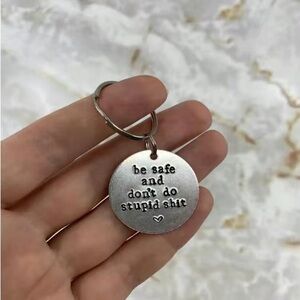 be safe
and
don't do
stupid shit